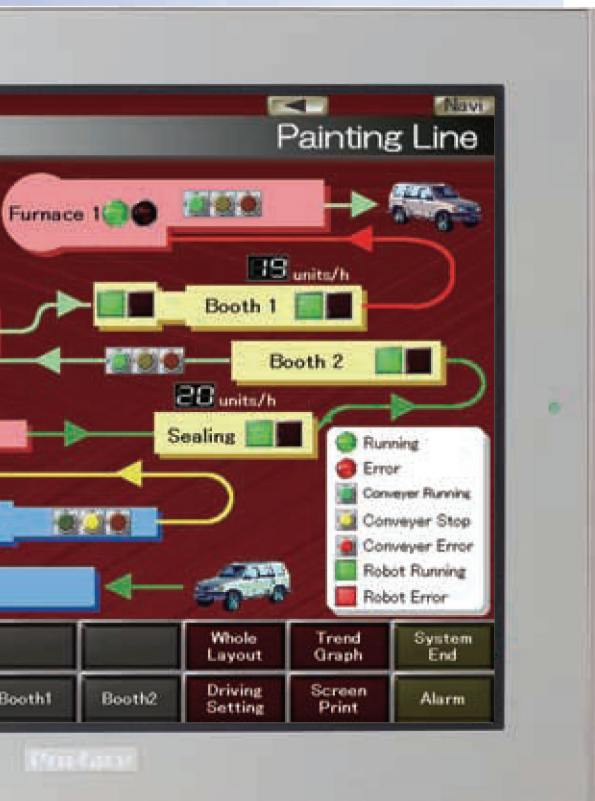 Navi
Painting Line
Furnace 1
19 units/h
Booth 1
Booth 2
20 units/h
Sealing
Running
Error
Conveyer Running
Conveyer Stop
Conveyer Error
Robot Running
Robot Error
Whole
Layout
Trend
Graph
System
End
Booth1
Booth2
Driving
Setting
Screen
Print
Alarm